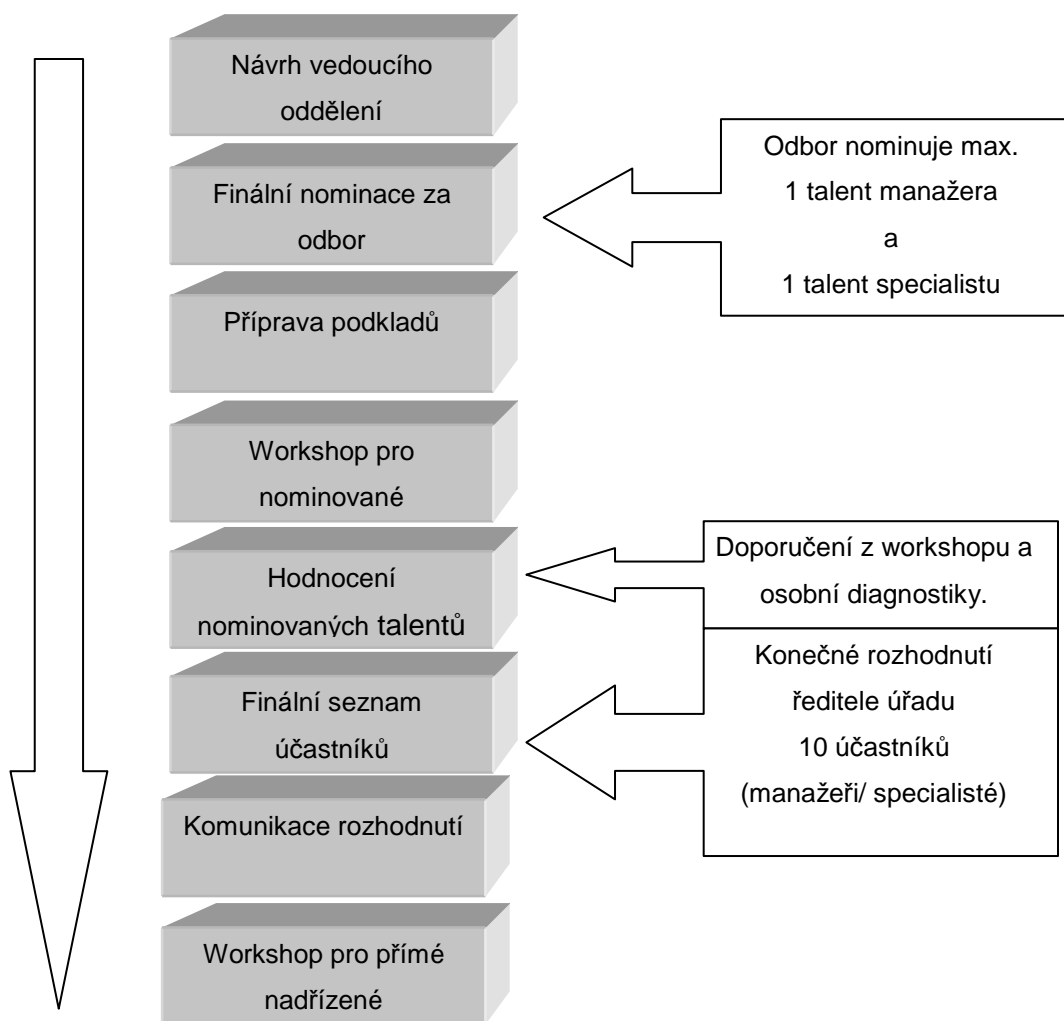 Návrh vedoucího
oddělení
Finální nominace za
odbor
Odbor nominuje max.
1 talent manažera
a
1 talent specialistu
Příprava podkladů
Workshop pro
nominované
Hodnocení
nominovaných talentů
Doporučení z workshopu a
osobní diagnostiky.
Finální seznam
účastníků
Konečné rozhodnutí
ředitele úřadu
10 účastníků
(manažeři/ specialisté)
Komunikace rozhodnutí
Workshop pro přímé
nadřízené